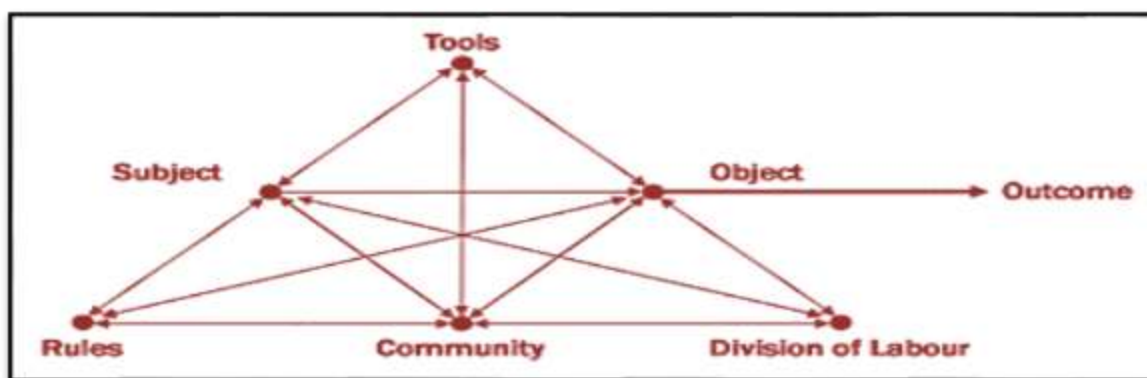 Tools
Subject
Object
Outcome
Rules
Community
Division of Labour